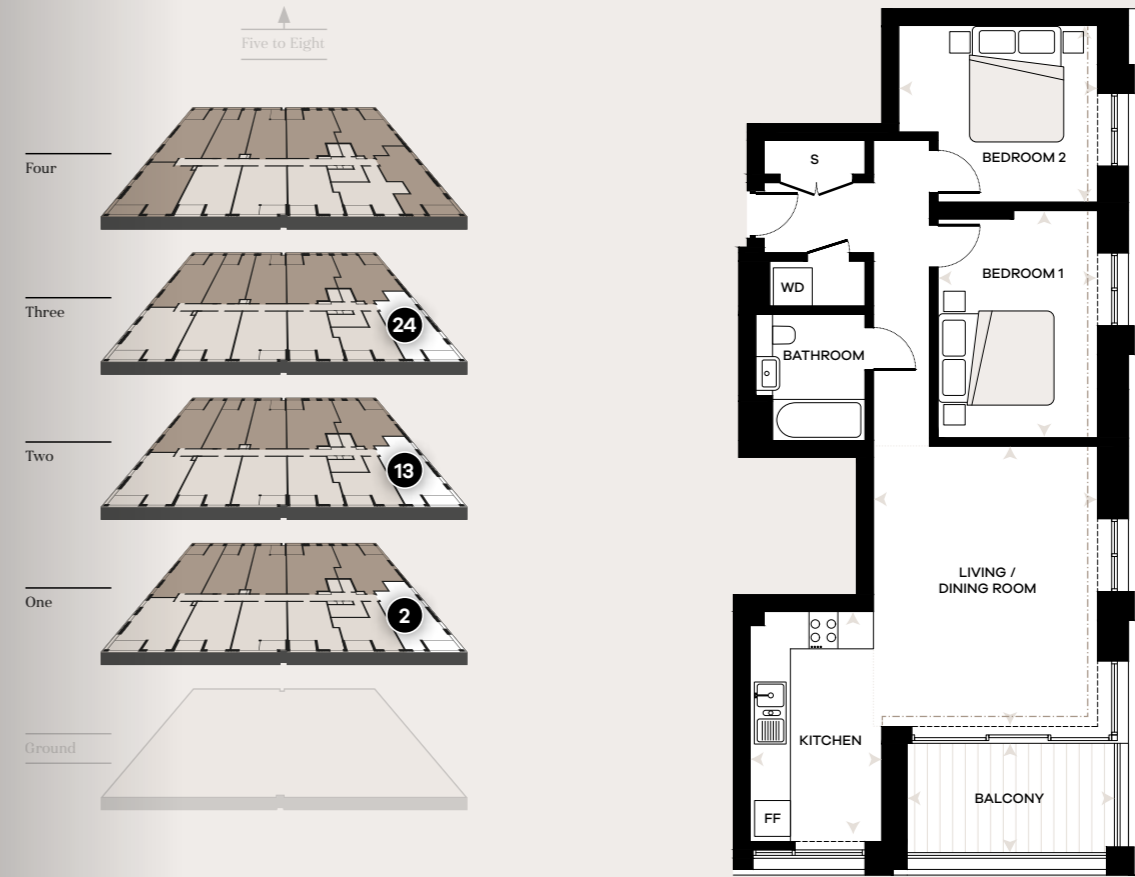 Five to Eight
Four
Three
24
Two
13
One
2
Ground
BEDROOM 2
S
BEDROOM 1
WD
BATHROOM
LIVING /
DINING ROOM
KITCHEN
BALCONY
FF